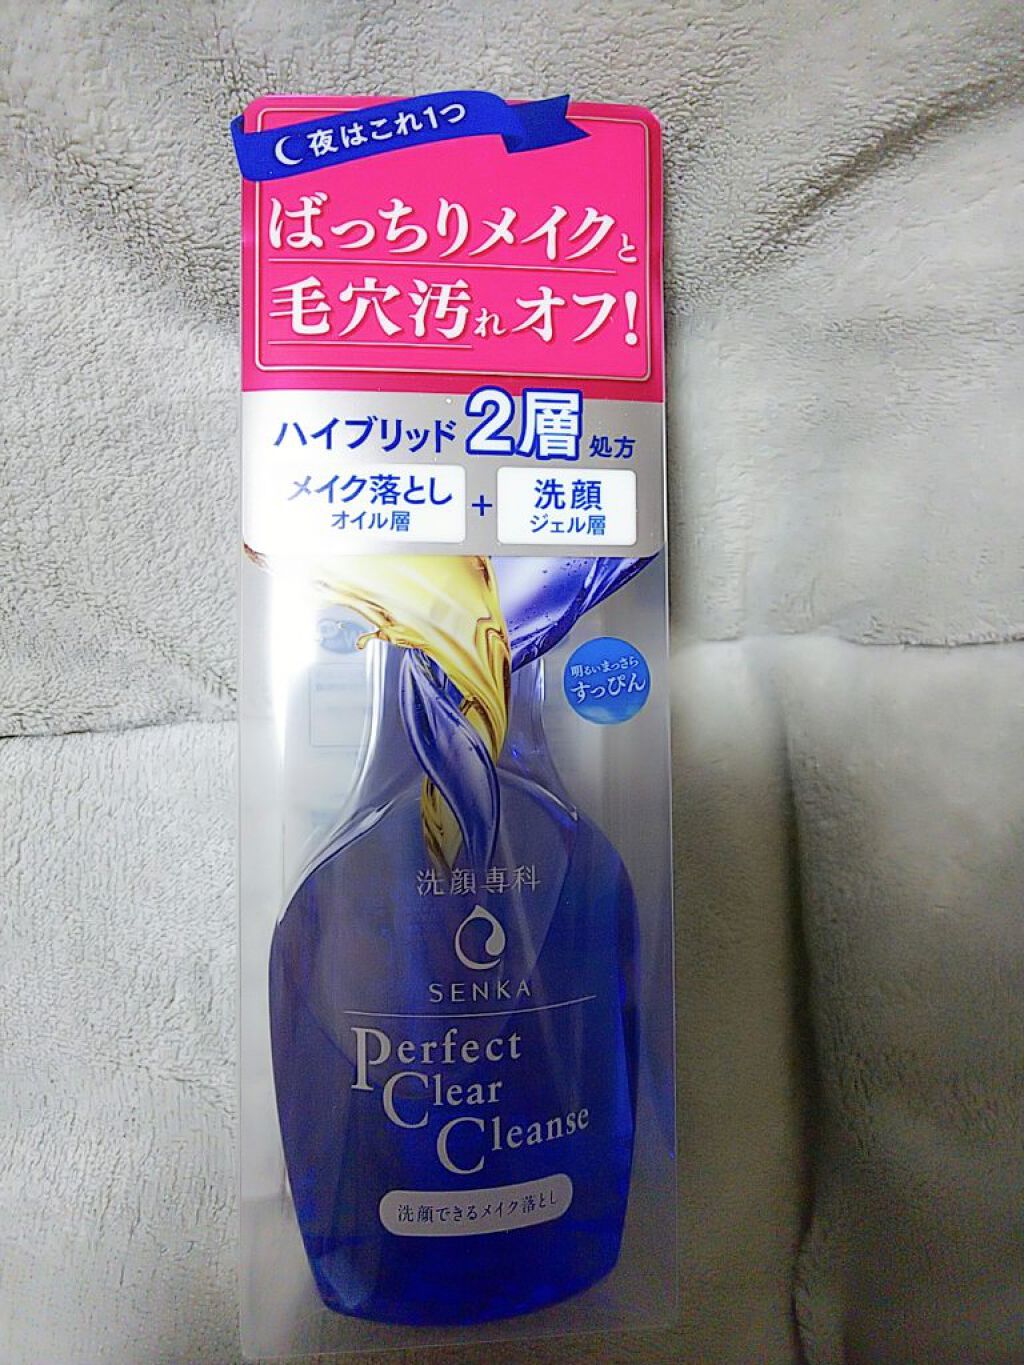 夜はこれ1つ
ばっちりメイクと
毛穴汚れオフ!
ハイブリッド2層処方
メイク落とし
オイル層
+
洗顔
ジェル層
明るいまっさら
すっぴん
洗顔専科
SENKA
Perfect
Clear
Cleanse
洗顔できるメイク落とし